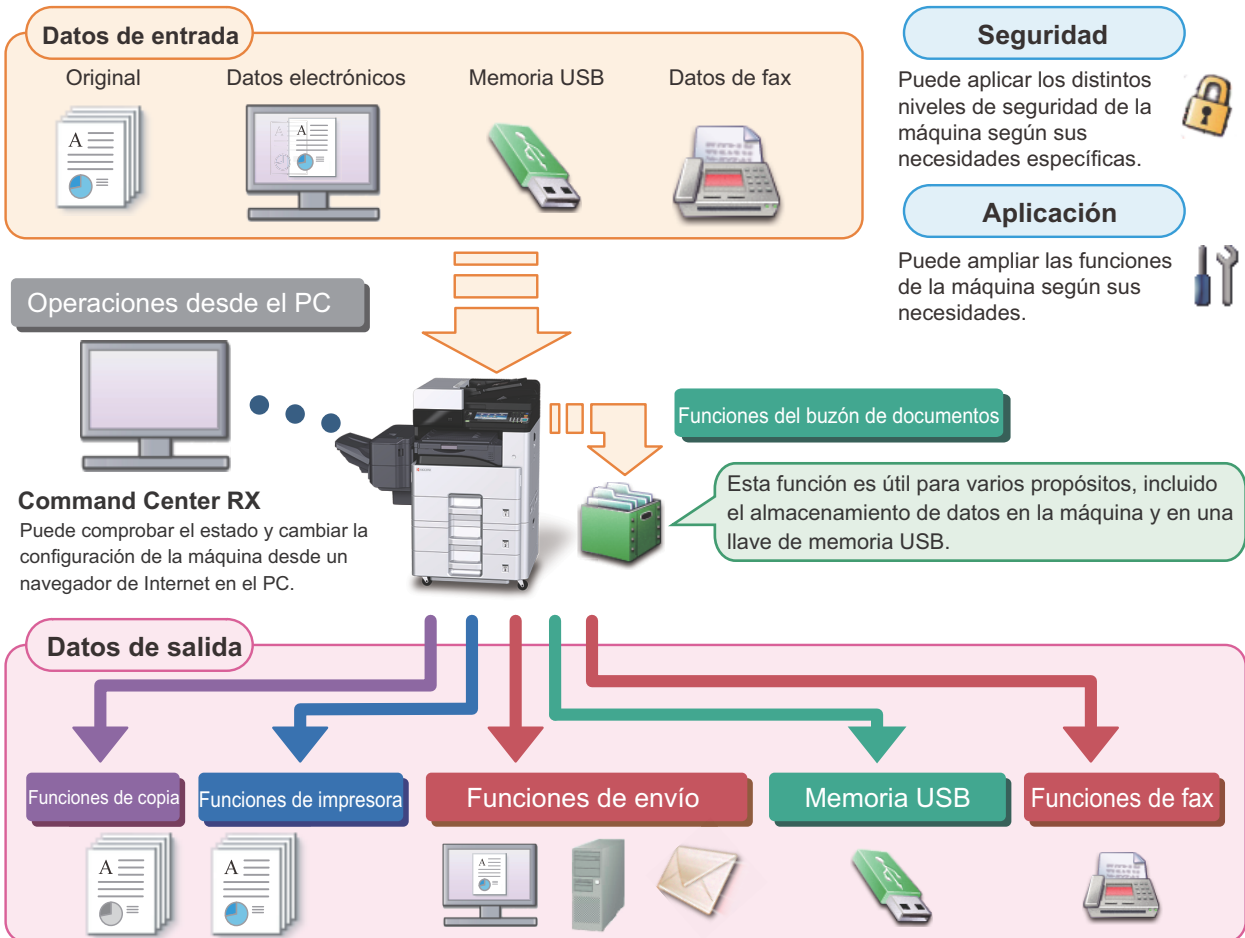 Datos de entrada
Original
Datos electrónicos
Memoria USB
Datos de fax
Seguridad
Puede aplicar los distintos
niveles de seguridad de la
máquina según sus
necesidades específicas.
Aplicación
Puede ampliar las funciones
de la máquina según sus
necesidades.
Operaciones desde el PC
Command Center RX
Puede comprobar el estado y cambiar la
configuración de la máquina desde un
navegador de Internet en el PC.
Funciones del buzón de documentos
Esta función es útil para varios propósitos, incluido
el almacenamiento de datos en la máquina y en una
llave de memoria USB.
Datos de salida
Funciones de copia
Funciones de impresora
Funciones de envío
Memoria USB
Funciones de fax
A
A
A
A
A
A